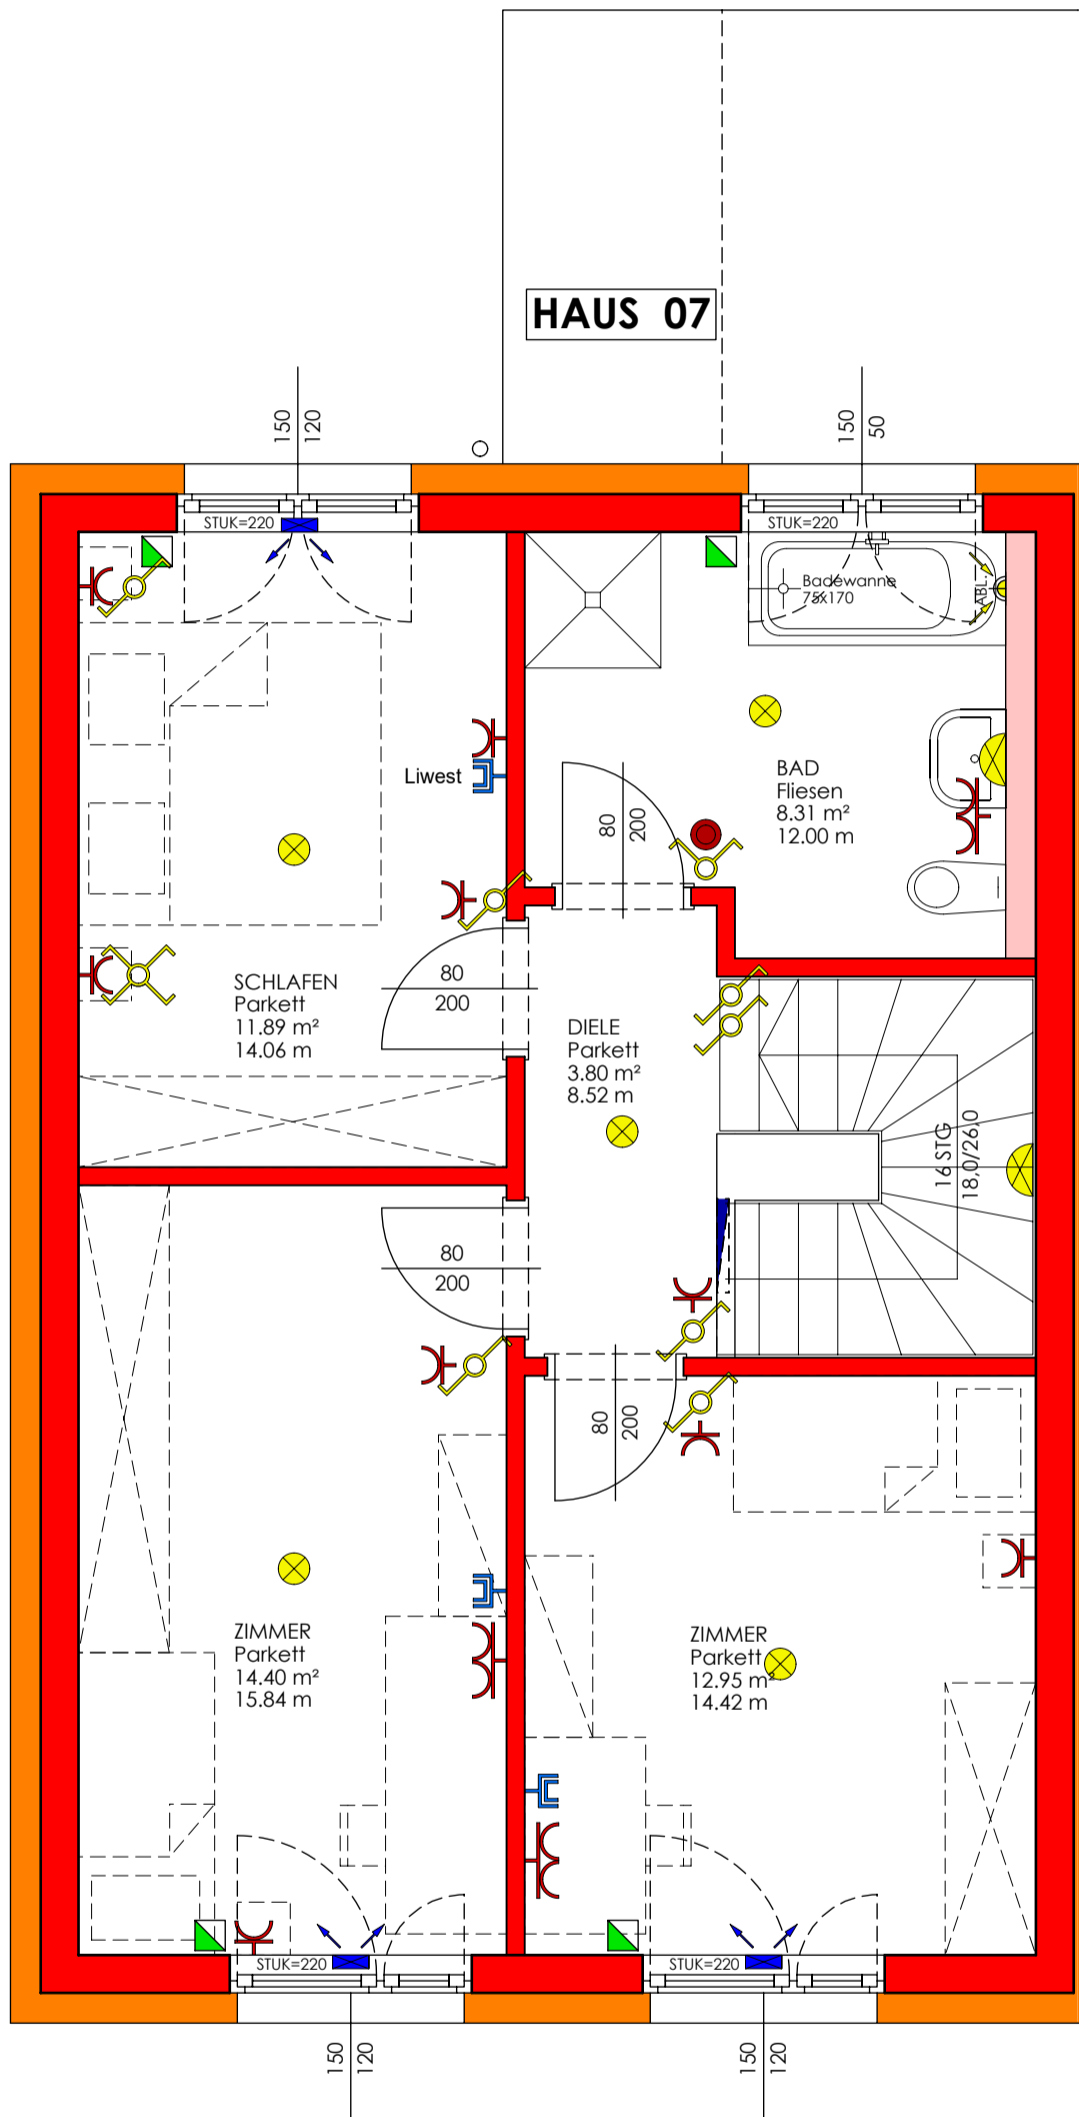 HAUS 07
150
120
150
50
STUK=220
STUK=220
Badewanne
75x170
ABL.
Liwest
80
200
BAD
Fliesen
8.31 m²
12.00 m
SCHLAFEN
Parkett
11.89 m²
14.06 m
80
200
DIELE
Parkett
3.80 m²
8.52 m
16 STG
18,0/26,0
80
200
80
200
ZIMMER
Parkett
14.40 m²
15.84 m
ZIMMER
Parkett
12.95 m²
14.42 m
STUK=220
STUK=220
150
120
150
120